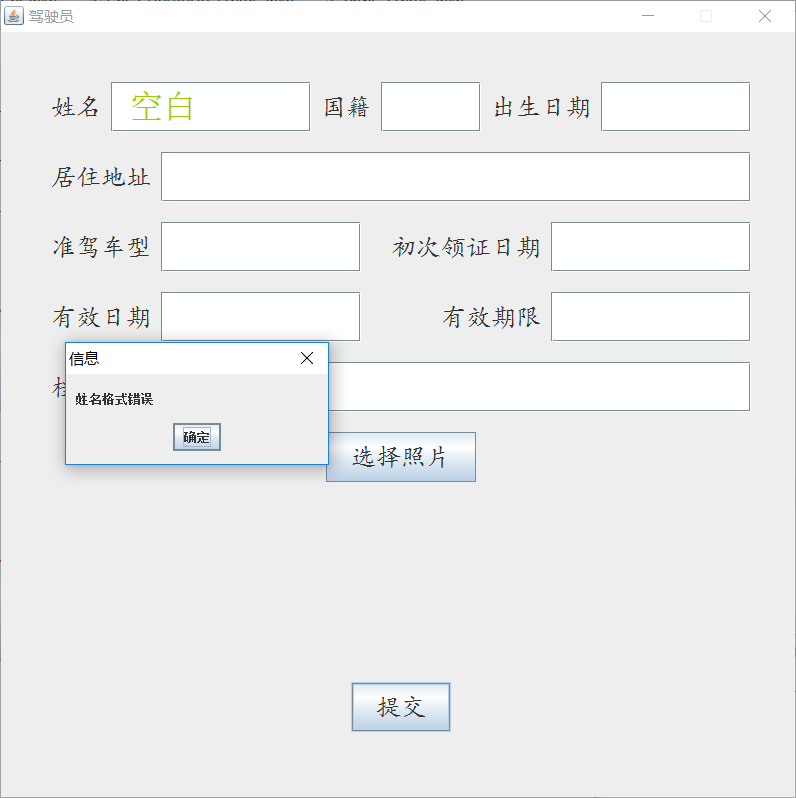 驾驶员
姓名 空白 国籍 出生日期
居住地址
准驾车型 初次领证日期
有效日期 有效期限
信息
姓名格式错误
确定
选择照片
提交